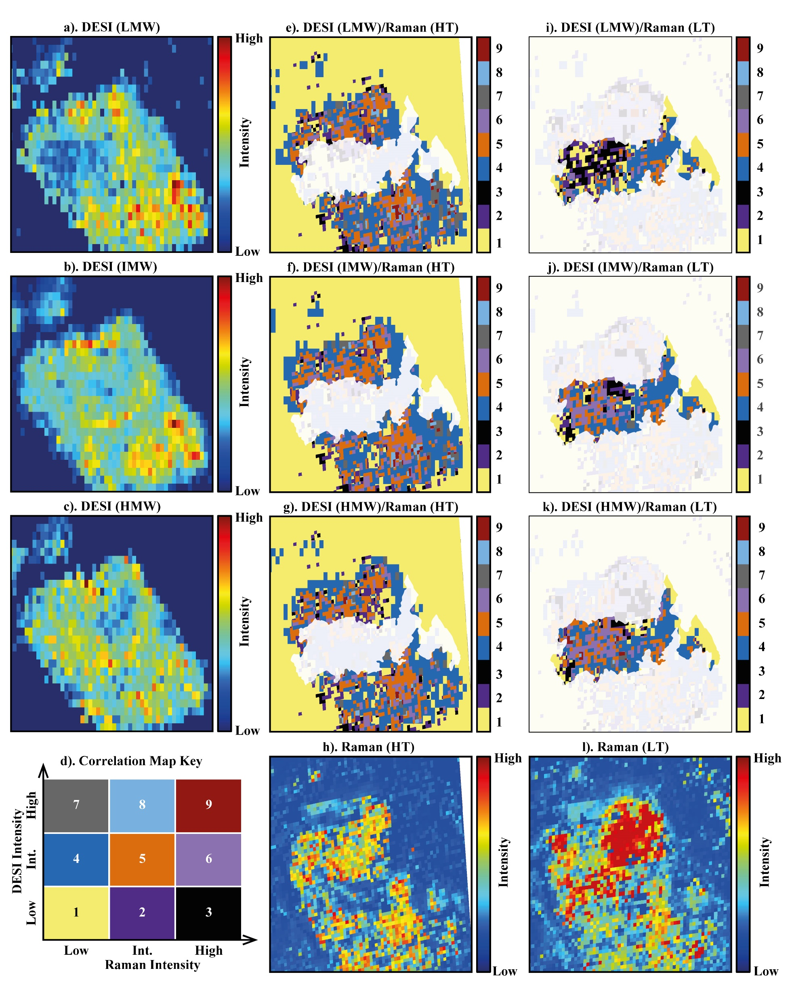 a). DESI (LMW)
High
Intensity
Low
e). DESI (LMW)/Raman (HT)
9
8
7
6
5
4
3
2
1
i). DESI (LMW)/Raman (LT)
9
8
7
6
5
4
3
2
1
b). DESI (IMW)
High
Intensity
Low
f). DESI (IMW)/Raman (HT)
9
8
7
6
5
4
3
2
1
j). DESI (IMW)/Raman (LT)
9
8
7
6
5
4
3
2
1
c). DESI (HMW)
High
Intensity
Low
g). DESI (HMW)/Raman (HT)
9
8
7
6
5
4
3
2
1
k). DESI (HMW)/Raman (LT)
9
8
7
6
5
4
3
2
1
d). Correlation Map Key
DESI Intensity
High
Int.
Low
7 8 9
4 5 6
1 2 3
Low Int. High
Raman Intensity
h). Raman (HT)
High
Intensity
Low
l). Raman (LT)
High
Intensity
Low